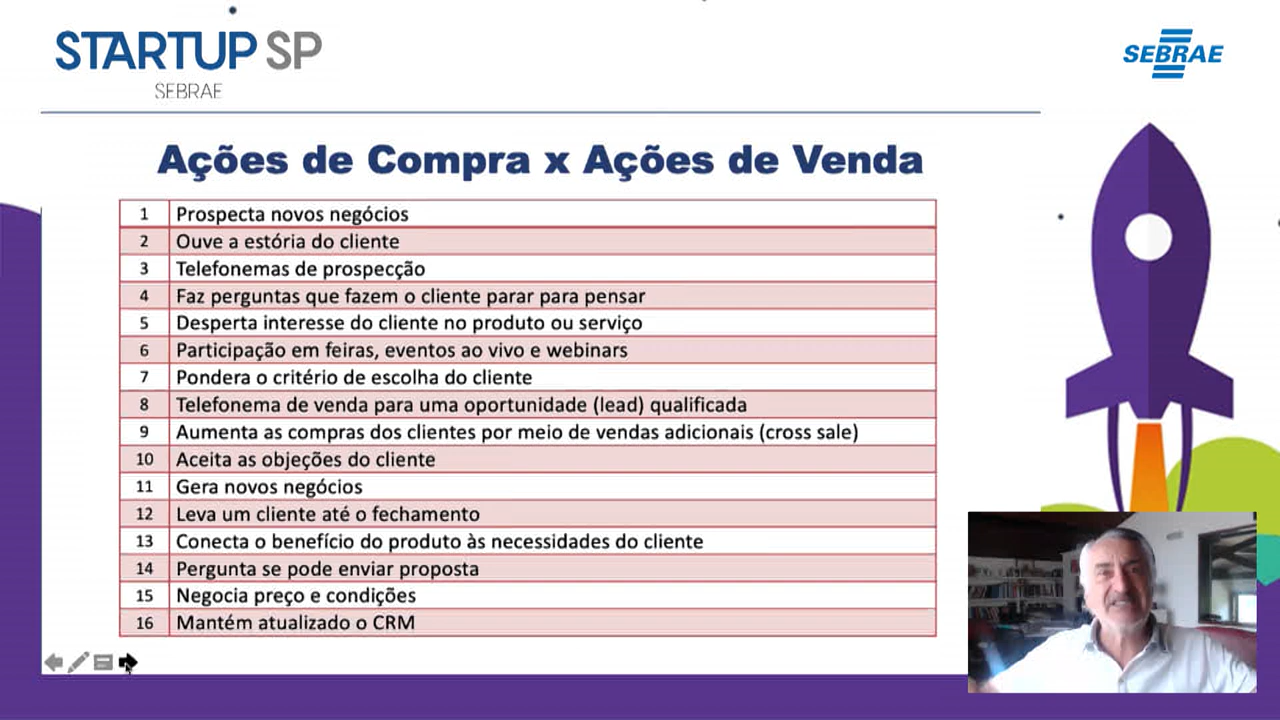 STARTUP SP
SEBRAE
SEBRAE
Ações de Compra x Ações de Venda
1 Prospecta novos negócios
2 Ouve a estória do cliente
3 Telefonemas de prospecção
4 Faz perguntas que fazem o cliente parar para pensar
5 Desperta interesse do cliente no produto ou serviço
6 Participação em feiras, eventos ao vivo e webinars
7 Pondera o critério de escolha do cliente
8 Telefonema de venda para uma oportunidade (lead) qualificada
9 Aumenta as compras dos clientes por meio de vendas adicionais (cross sale)
10 Aceita as objeções do cliente
11 Gera novos negócios
12 Leva um cliente até o fechamento
13 Conecta o benefício do produto às necessidades do cliente
14 Pergunta se pode enviar proposta
15 Negocia preço e condições
16 Mantém atualizado o CRM